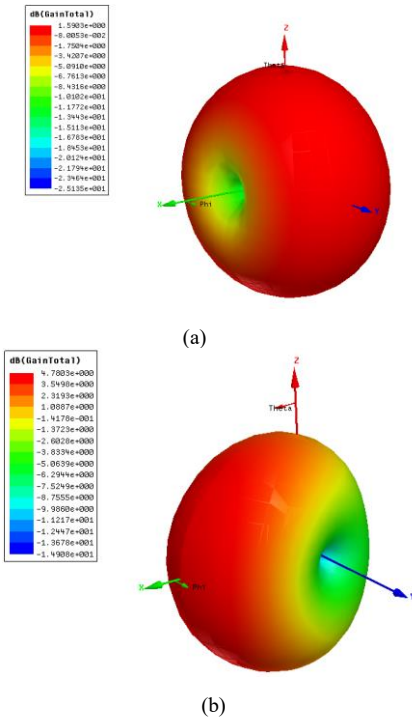 dB(GainTotal)
1.5903e+000
-8.0053e-002
-1.7504e+000
-3.4207e+000
-5.0910e+000
-6.7613e+000
-8.4316e+000
-1.0102e+001
-1.1772e+001
-1.3443e+001
-1.5113e+001
-1.6783e+001
-1.8453e+001
-2.0124e+001
-2.1794e+001
-2.3464e+001
-2.5135e+001
Z
Theta
X
Phi
Y
(a)
dB(GainTotal)
4.7803e+000
3.5498e+000
2.3193e+000
1.0887e+000
-1.4178e-001
-1.3723e+000
-2.6028e+000
-3.8334e+000
-5.0639e+000
-6.2944e+000
-7.5249e+000
-8.7555e+000
-9.9860e+000
-1.1217e+001
-1.2447e+001
-1.3678e+001
-1.4908e+001
Z
Theta
X
Phi
Y
(b)